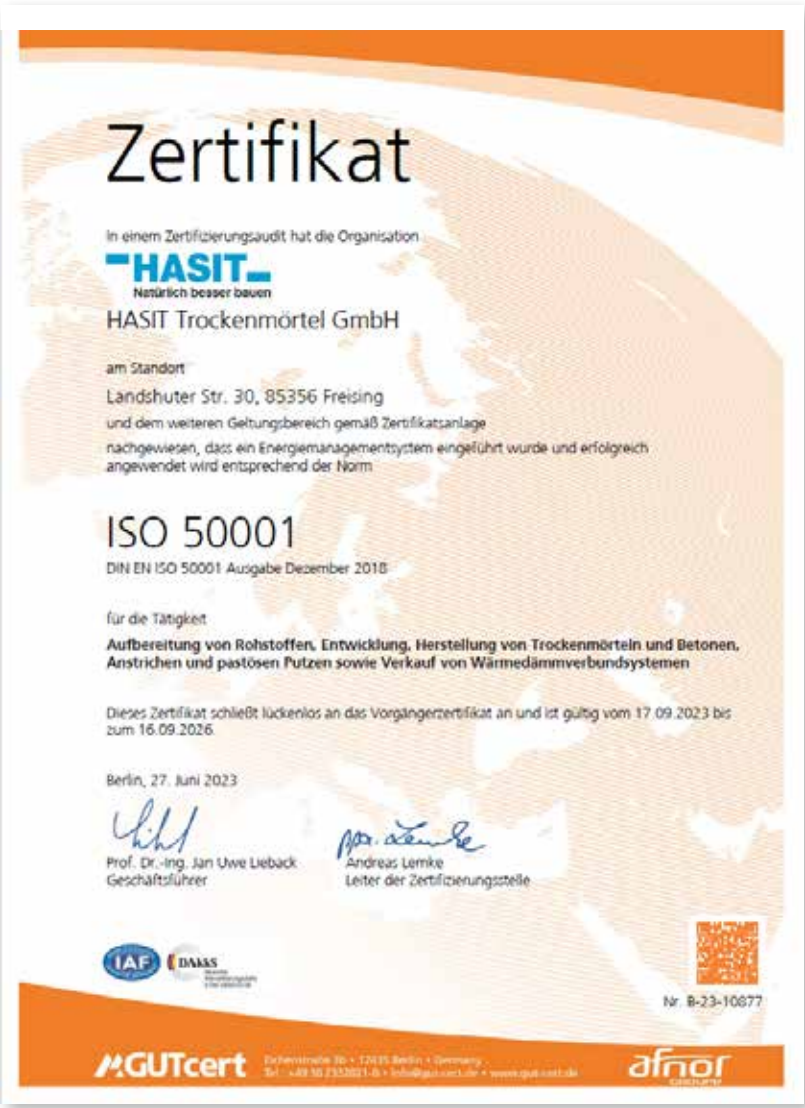 Zertifikat
In einem Zertifizierungsaudit hat die Organisation
HASIT
Natürlich besser bauen
HASIT Trockenmörtel GmbH
am Standort
Landshuter Str. 30, 85356 Freising
und dem weiteren Geltungsbereich gemäß Zertifikatsanlage
nachgewiesen, dass ein Energiemanagementsystem eingeführt wurde und erfolgreich
angewendet wird entsprechend der Norm
ISO 50001
DIN EN ISO 50001 Ausgabe Dezember 2018
für die Tätigkeit
Aufbereitung von Rohstoffen, Entwicklung, Herstellung von Trockenmörteln und Betonen,
Anstrichen und pastösen Putzen sowie Verkauf von Wärmedämmverbundsystemen
Dieses Zertifikat schließt lückenlos an das Vorgängerzertifikat an und ist gültig vom 17.09.2023 bis
zum 16.09.2026.
Berlin, 27. Juni 2023
ppa. Lemke
Prof. Dr.-Ing. Jan Uwe Lieback Andreas Lemke
Geschäftsführer Leiter der Zertifizierungsstelle
IAF DAkkS
Nr. B-23-10877
GUTcert
Berlin • Germany
afnor
GROUPE